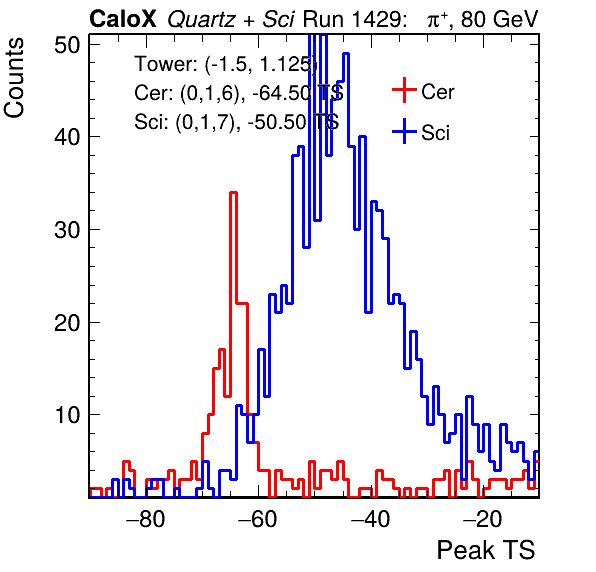 CaloX Quartz + Sci Run 1429: π⁺, 80 GeV
Counts
50
40
30
20
10
Tower: (-1.5, 1.125)
Cer: (0,1,6), -64.50 TS
Sci: (0,1,7), -50.50 TS
Cer
Sci
−80
−60
−40
−20
Peak TS